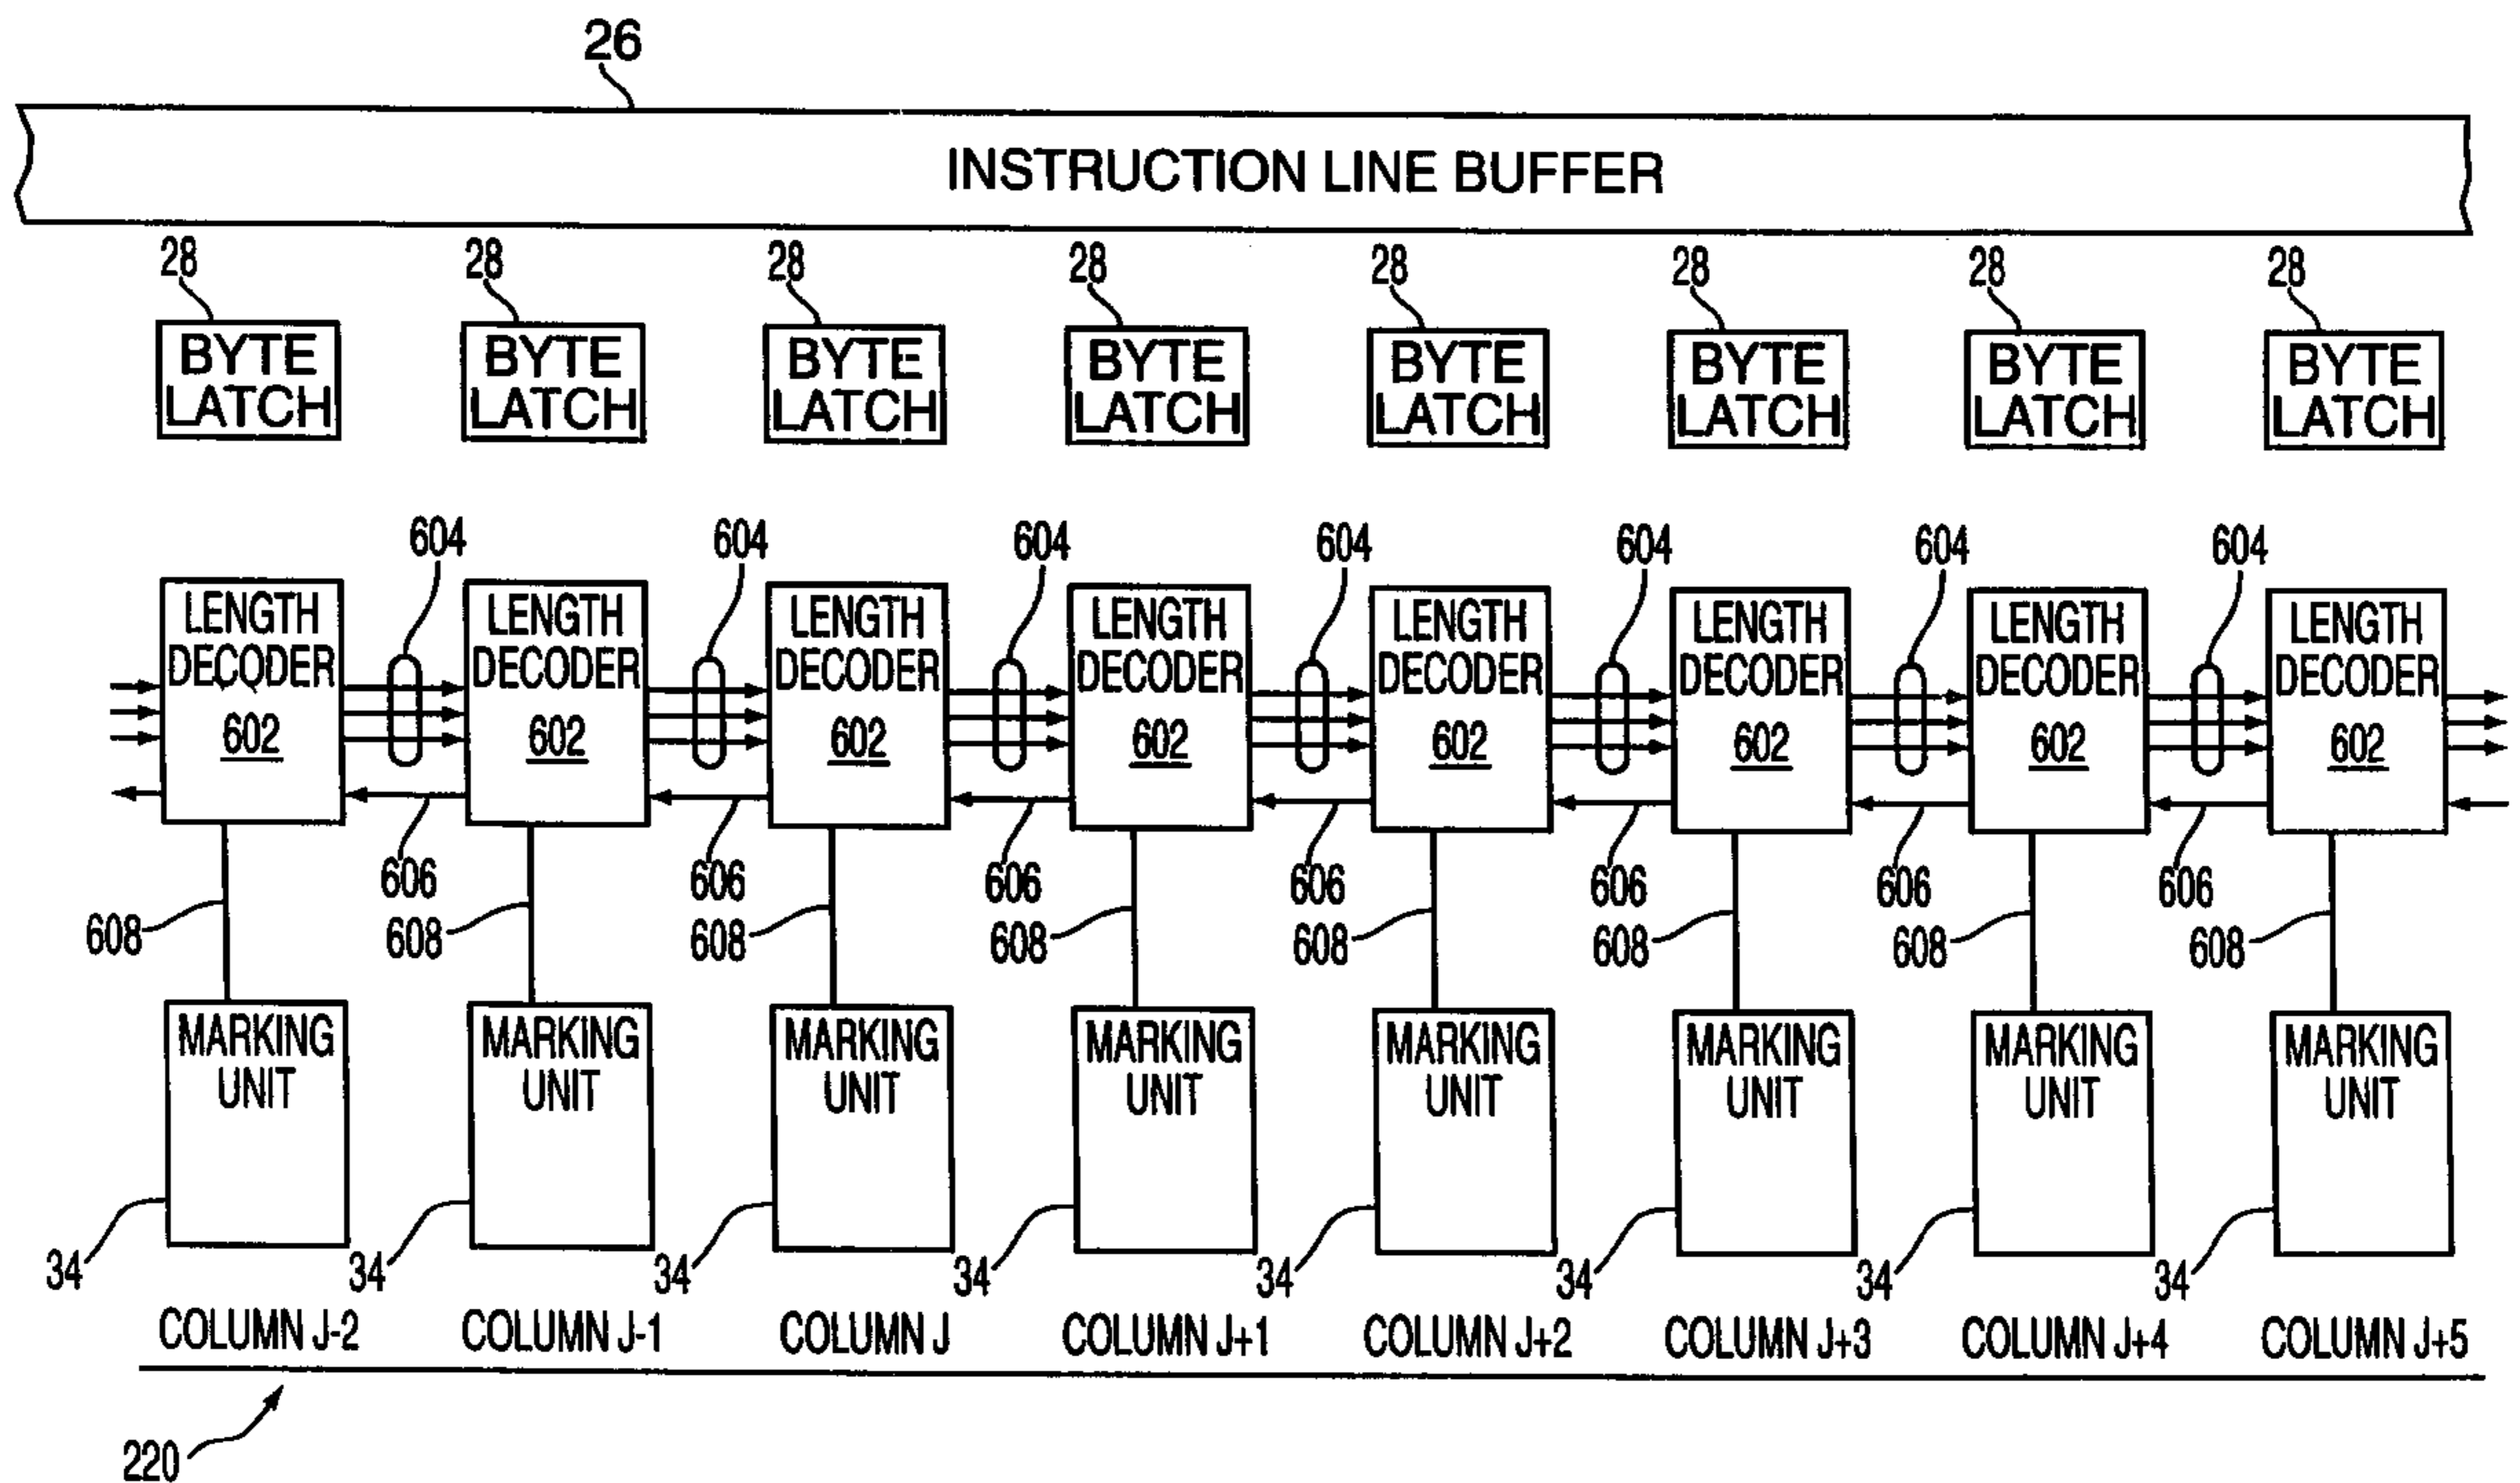 26
INSTRUCTION LINE BUFFER
28 28 28 28 28 28 28 28
BYTE LATCH
BYTE LATCH
BYTE LATCH
BYTE LATCH
BYTE LATCH
BYTE LATCH
BYTE LATCH
BYTE LATCH
604 604 604 604 604 604 604
LENGTH DECODER 602
LENGTH DECODER 602
LENGTH DECODER 602
LENGTH DECODER 602
LENGTH DECODER 602
LENGTH DECODER 602
LENGTH DECODER 602
LENGTH DECODER 602
606 606 606 606 606 606 606
608 608 608 608 608 608 608 608
MARKING UNIT
MARKING UNIT
MARKING UNIT
MARKING UNIT
MARKING UNIT
MARKING UNIT
MARKING UNIT
MARKING UNIT
34 34 34 34 34 34 34 34
COLUMN J-2 COLUMN J-1 COLUMN J COLUMN J+1 COLUMN J+2 COLUMN J+3 COLUMN J+4 COLUMN J+5
220